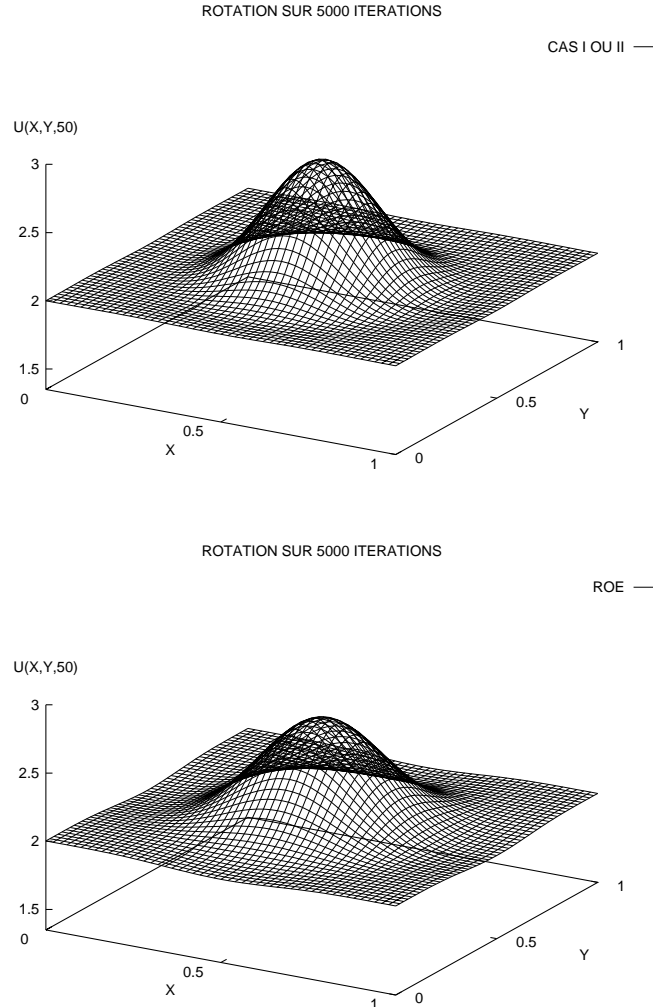 ROTATION SUR 5000 ITERATIONS
CAS I OU II
U(X,Y,50)
3
2.5
2
1.5
0
0.5
X
1
0
0.5
Y
1
ROTATION SUR 5000 ITERATIONS
ROE
U(X,Y,50)
3
2.5
2
1.5
0
0.5
X
1
0
0.5
Y
1